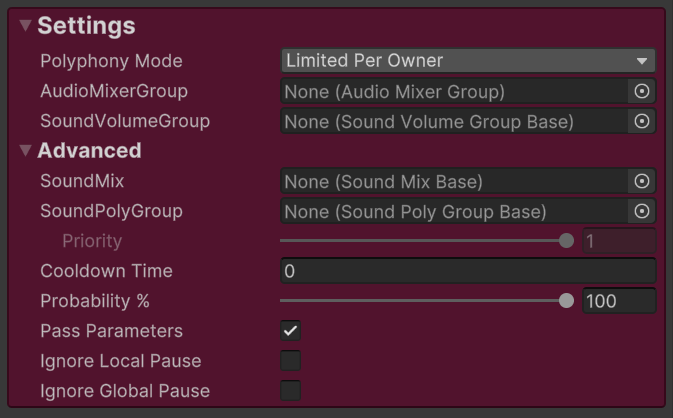 Settings
Polyphony Mode Limited Per Owner
AudioMixerGroup None (Audio Mixer Group)
SoundVolumeGroup None (Sound Volume Group Base)
Advanced
SoundMix None (Sound Mix Base)
SoundPolyGroup None (Sound Poly Group Base)
Priority 1
Cooldown Time 0
Probability % 100
Pass Parameters
Ignore Local Pause
Ignore Global Pause